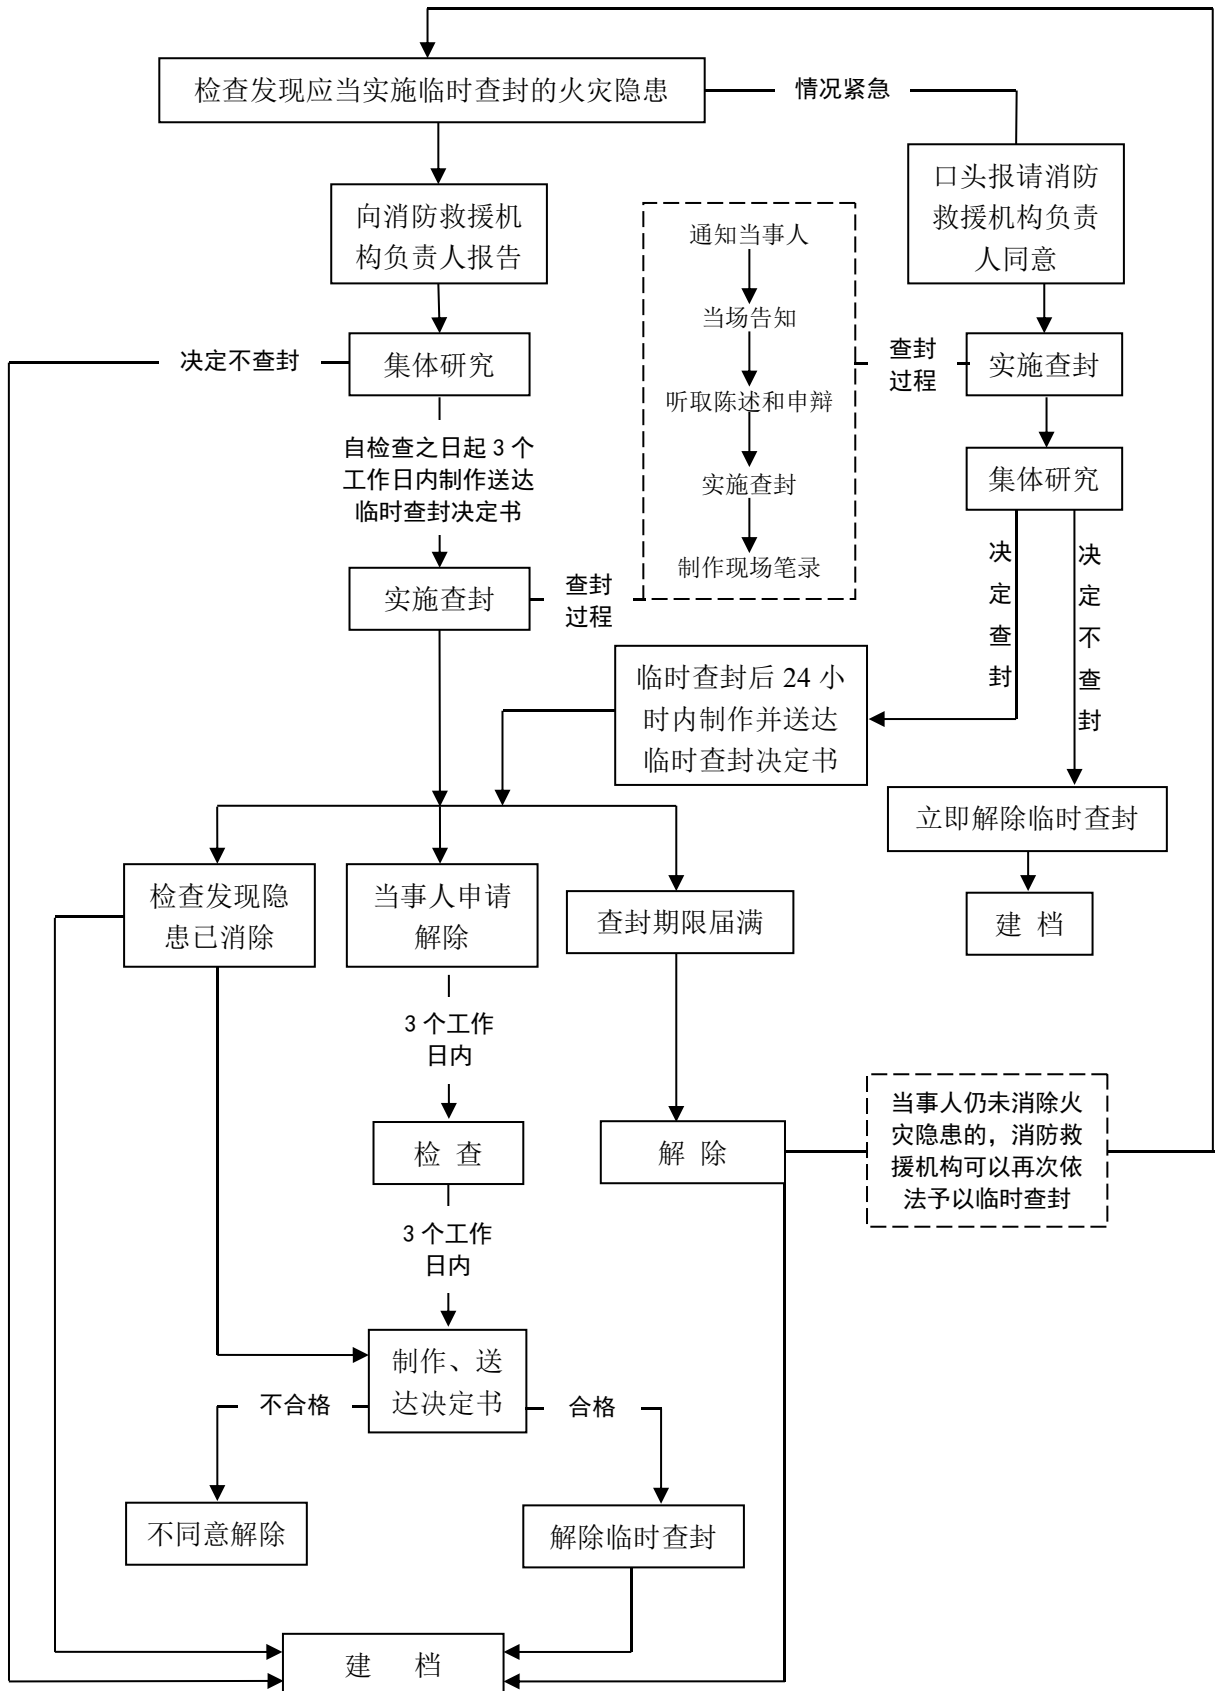 检查发现应当实施临时查封的火灾隐患
情况紧急
向消防救援机
构负责人报告
通知当事人
当场告知
听取陈述和申辩
实施查封
制作现场笔录
口头报请消防
救援机构负责
人同意
决定不查封
集体研究
查封
过程
实施查封
自检查之日起 3 个
工作日内制作送达
临时查封决定书
集体研究
实施查封
查封
过程
决定查封
决定不查封
临时查封后 24 小
时内制作并送达
临时查封决定书
立即解除临时查封
建 档
检查发现隐
患已消除
当事人申请
解除
查封期限届满
3 个工作
日内
检 查
解 除
当事人仍未消除火
灾隐患的，消防救
援机构可以再次依
法予以临时查封
3 个工作
日内
制作、送
达决定书
不合格
合格
不同意解除
解除临时查封
建 档